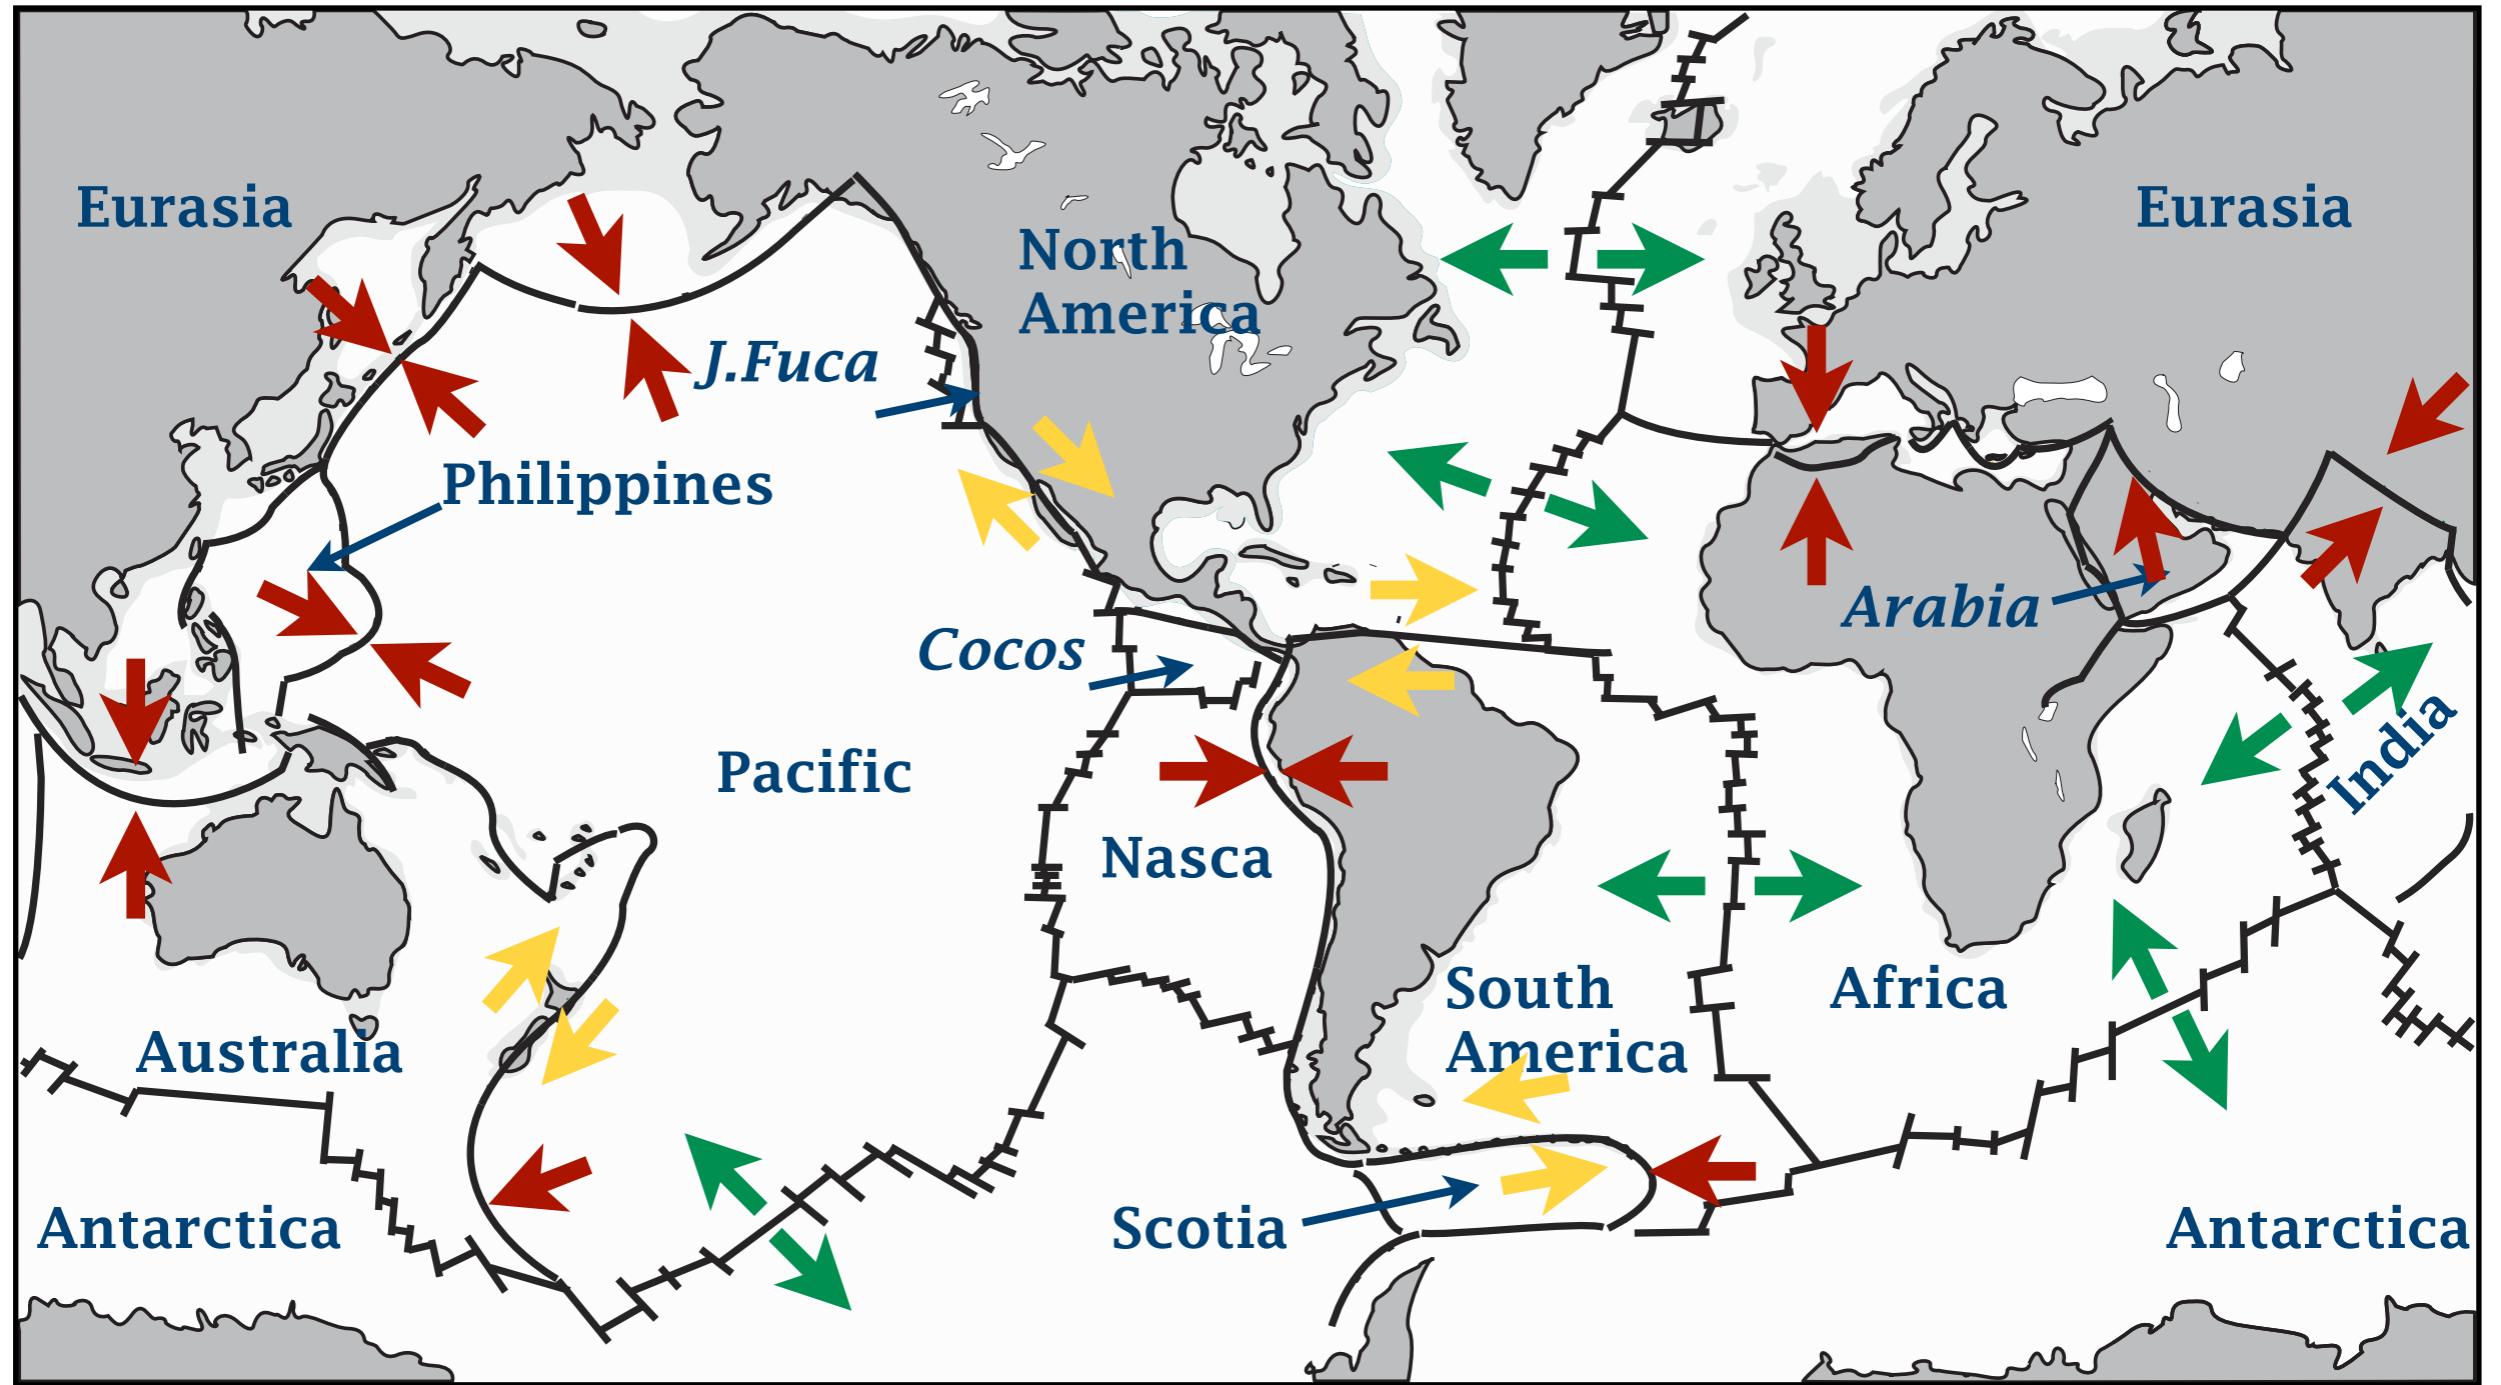 Eurasia
Eurasia
North
America
J.Fuca
Philippines
Arabia
Cocos
India
Pacific
Nasca
South
America
Africa
Australia
Antarctica
Scotia
Antarctica